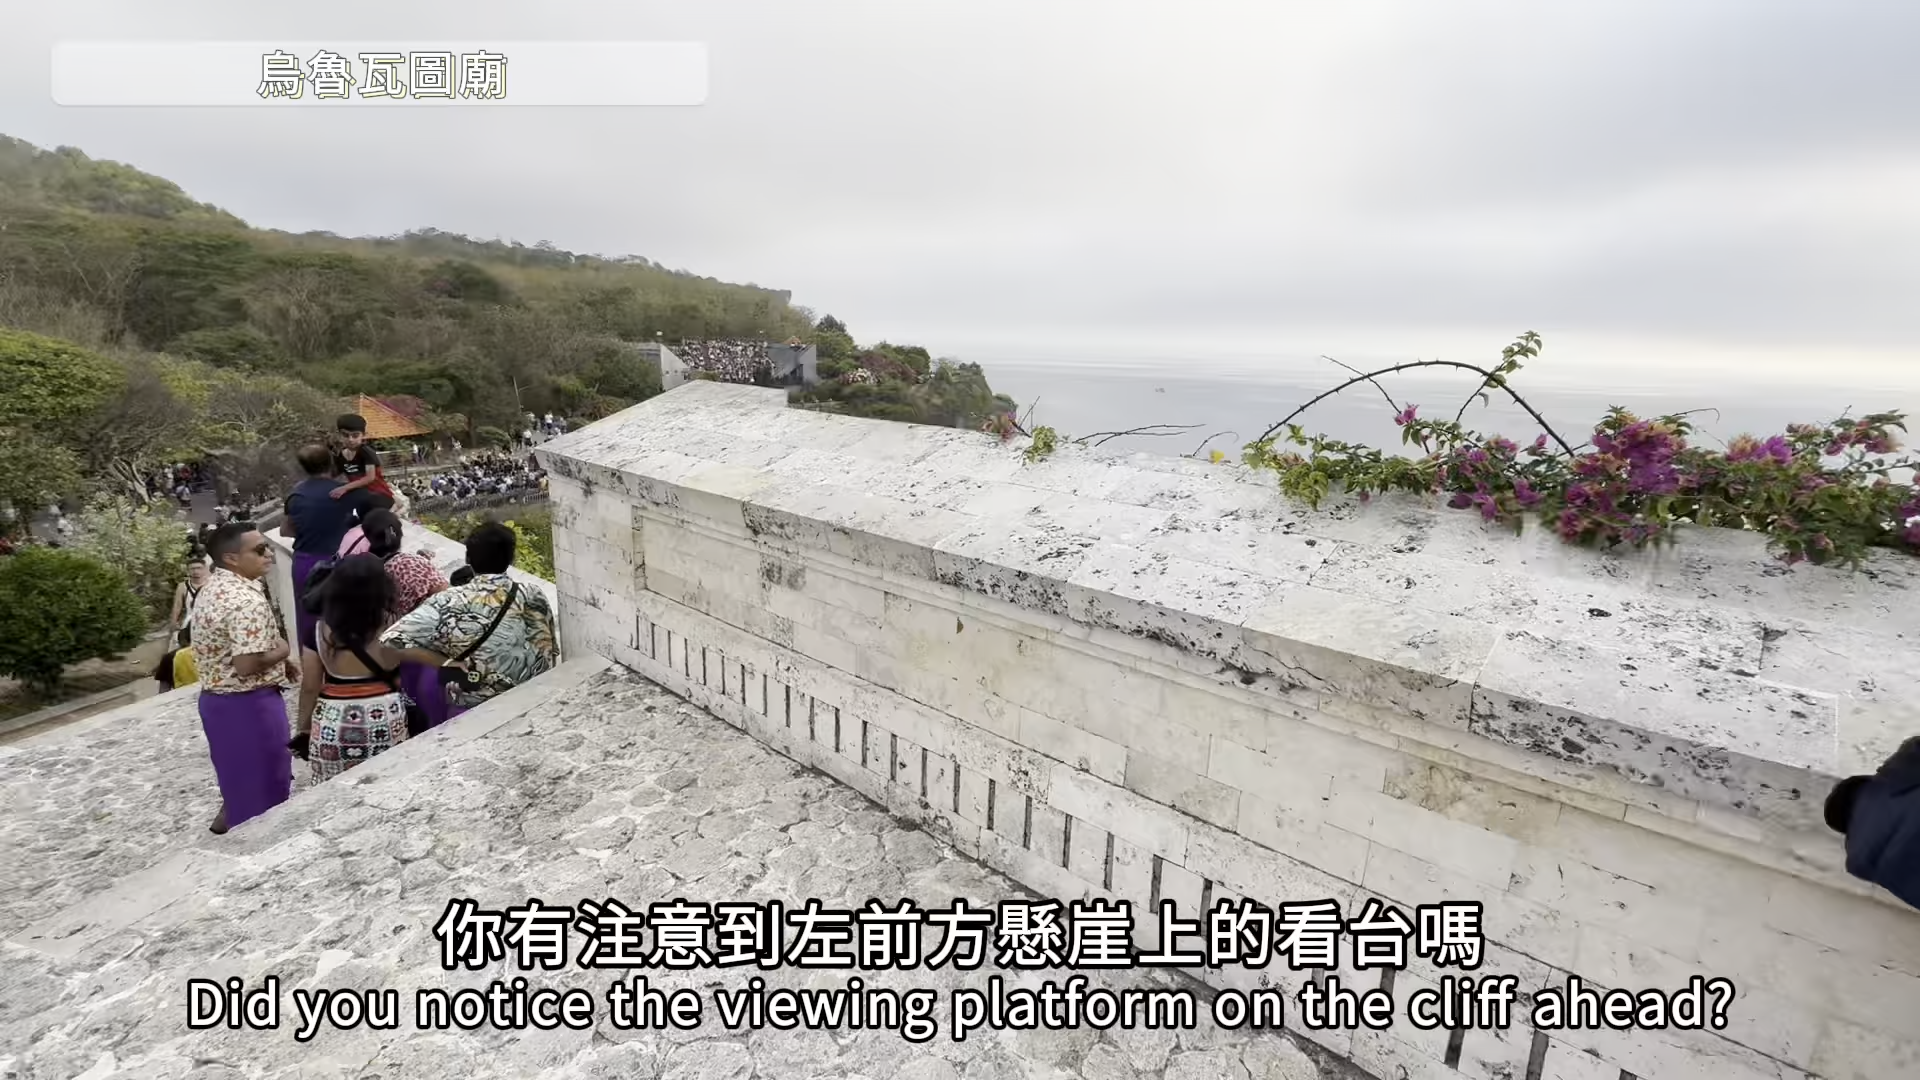 烏魯瓦圖廟
你有注意到左前方懸崖上的看台嗎
Did you notice the viewing platform on the cliff ahead?